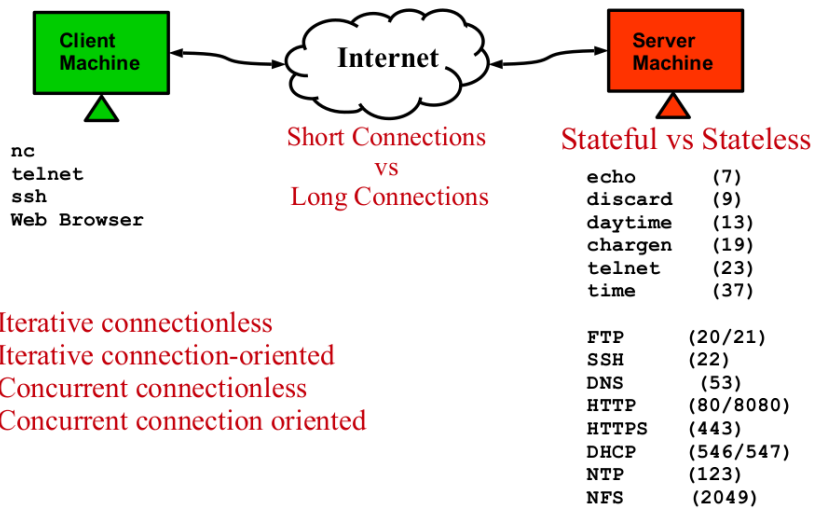 Client
Machine
Internet
Server
Machine
nc
telnet
ssh
Web Browser
Short Connections
vs
Long Connections
Stateful vs Stateless
echo (7)
discard (9)
daytime (13)
chargen (19)
telnet (23)
time (37)
FTP (20/21)
SSH (22)
DNS (53)
HTTP (80/8080)
HTTPS (443)
DHCP (546/547)
NTP (123)
NFS (2049)
Iterative connectionless
Iterative connection-oriented
Concurrent connectionless
Concurrent connection oriented